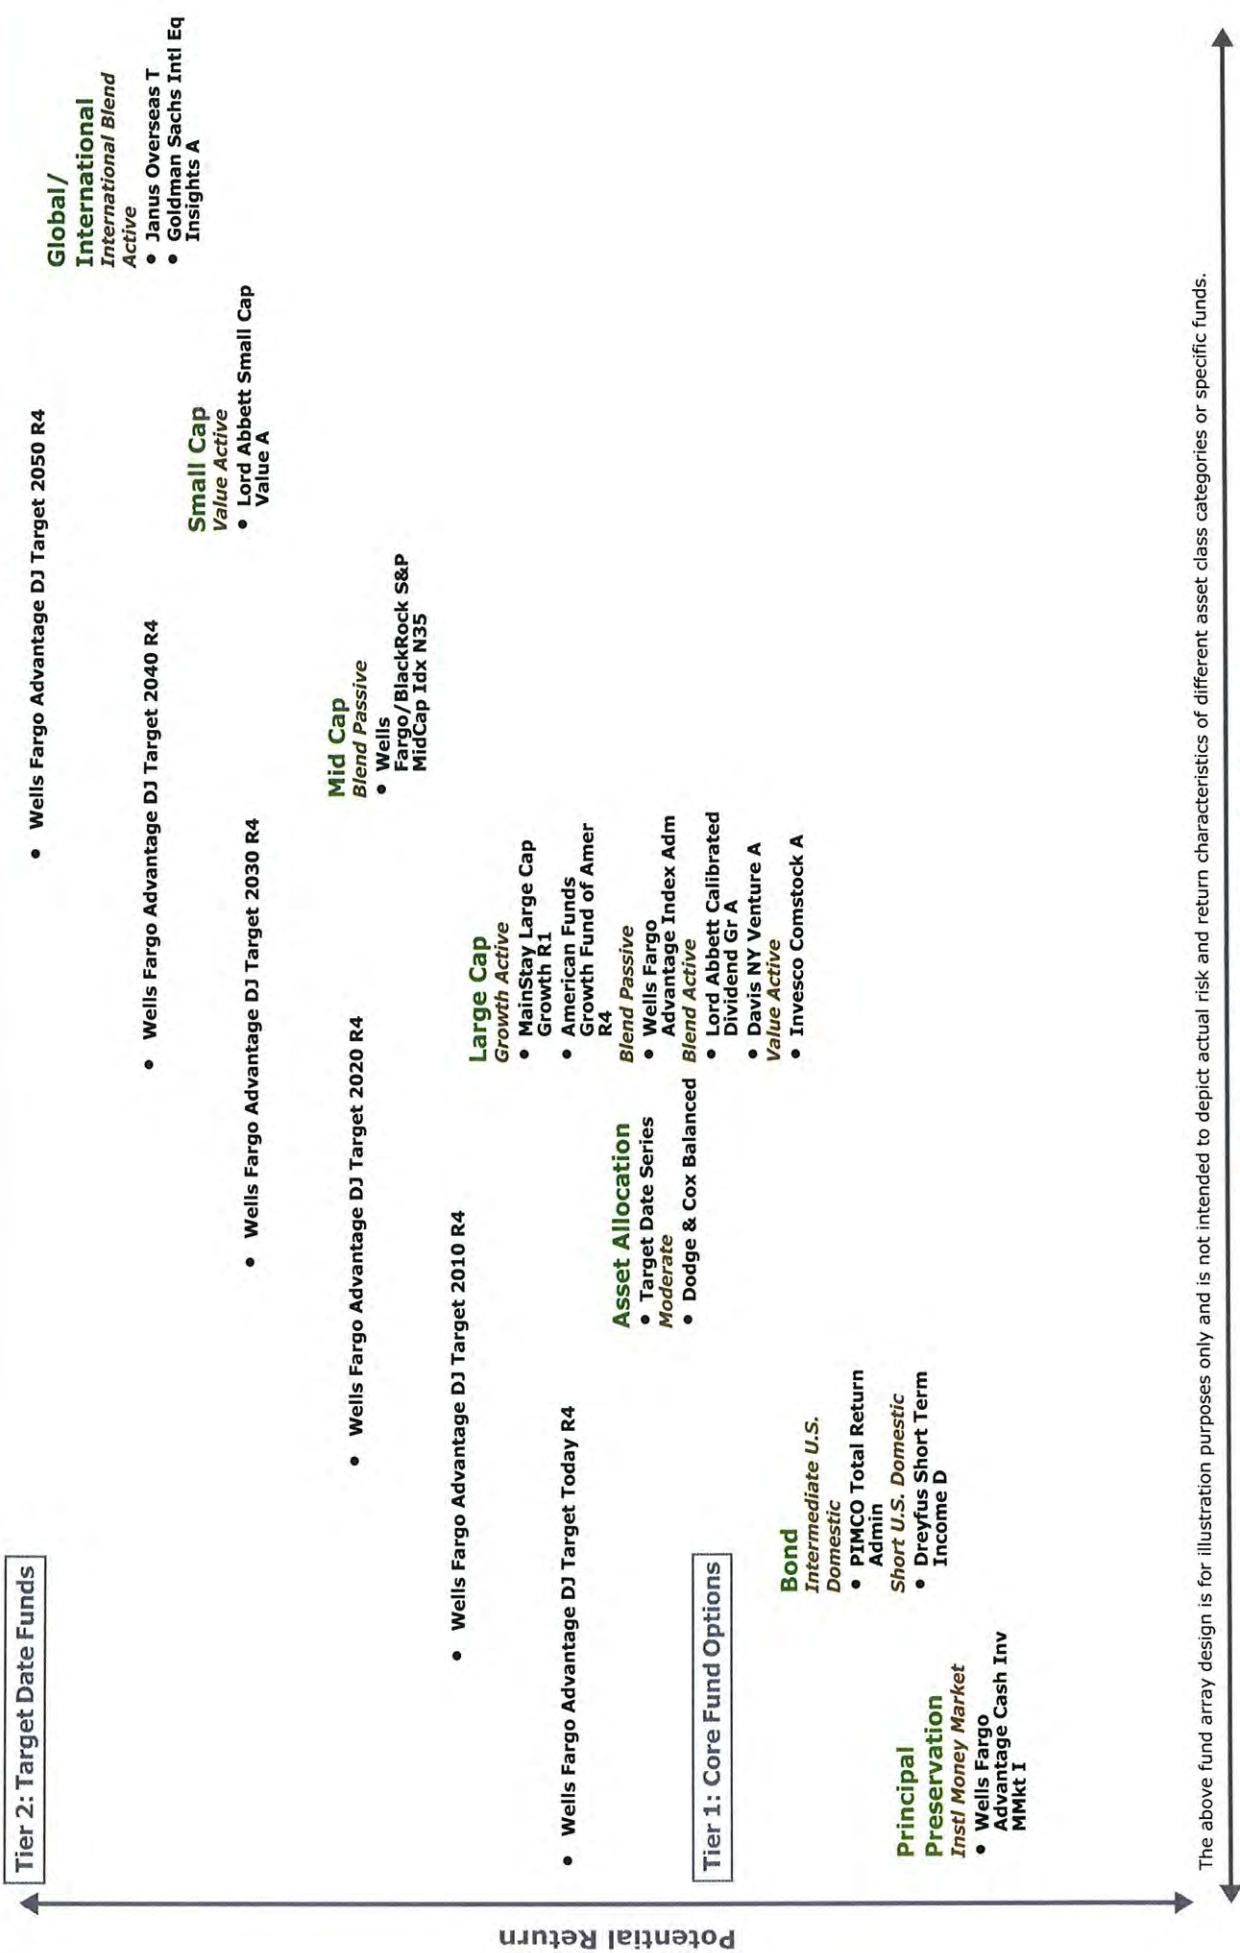 Tier 2: Target Date Funds
• Wells Fargo Advantage DJ Target 2050 R4
• Wells Fargo Advantage DJ Target 2040 R4
• Wells Fargo Advantage DJ Target 2030 R4
• Wells Fargo Advantage DJ Target 2020 R4
• Wells Fargo Advantage DJ Target 2010 R4
• Wells Fargo Advantage DJ Target Today R4
Tier 1: Core Fund Options
Principal
Preservation
Instl Money Market
• Wells Fargo
Advantage Cash Inv
MMkt I
Bond
Intermediate U.S.
Domestic
• PIMCO Total Return
Admin
Short U.S. Domestic
• Dreyfus Short Term
Income D
Asset Allocation
• Target Date Series
Moderate
• Dodge & Cox Balanced
Large Cap
Growth Active
• MainStay Large Cap
Growth R1
• American Funds
Growth Fund of Amer
R4
Blend Passive
• Wells Fargo
Advantage Index Adm
Blend Active
• Lord Abbett Calibrated
Dividend Gr A
• Davis NY Venture A
Value Active
• Invesco Comstock A
Mid Cap
Blend Passive
• Wells
Fargo/BlackRock S&P
MidCap Idx N35
Small Cap
Value Active
• Lord Abbett Small Cap
Value A
Global/
International
International Blend
Active
• Janus Overseas T
• Goldman Sachs Intl Eq
Insights A
Potential Return
The above fund array design is for illustration purposes only and is not intended to depict actual risk and return characteristics of different asset class categories or specific funds.